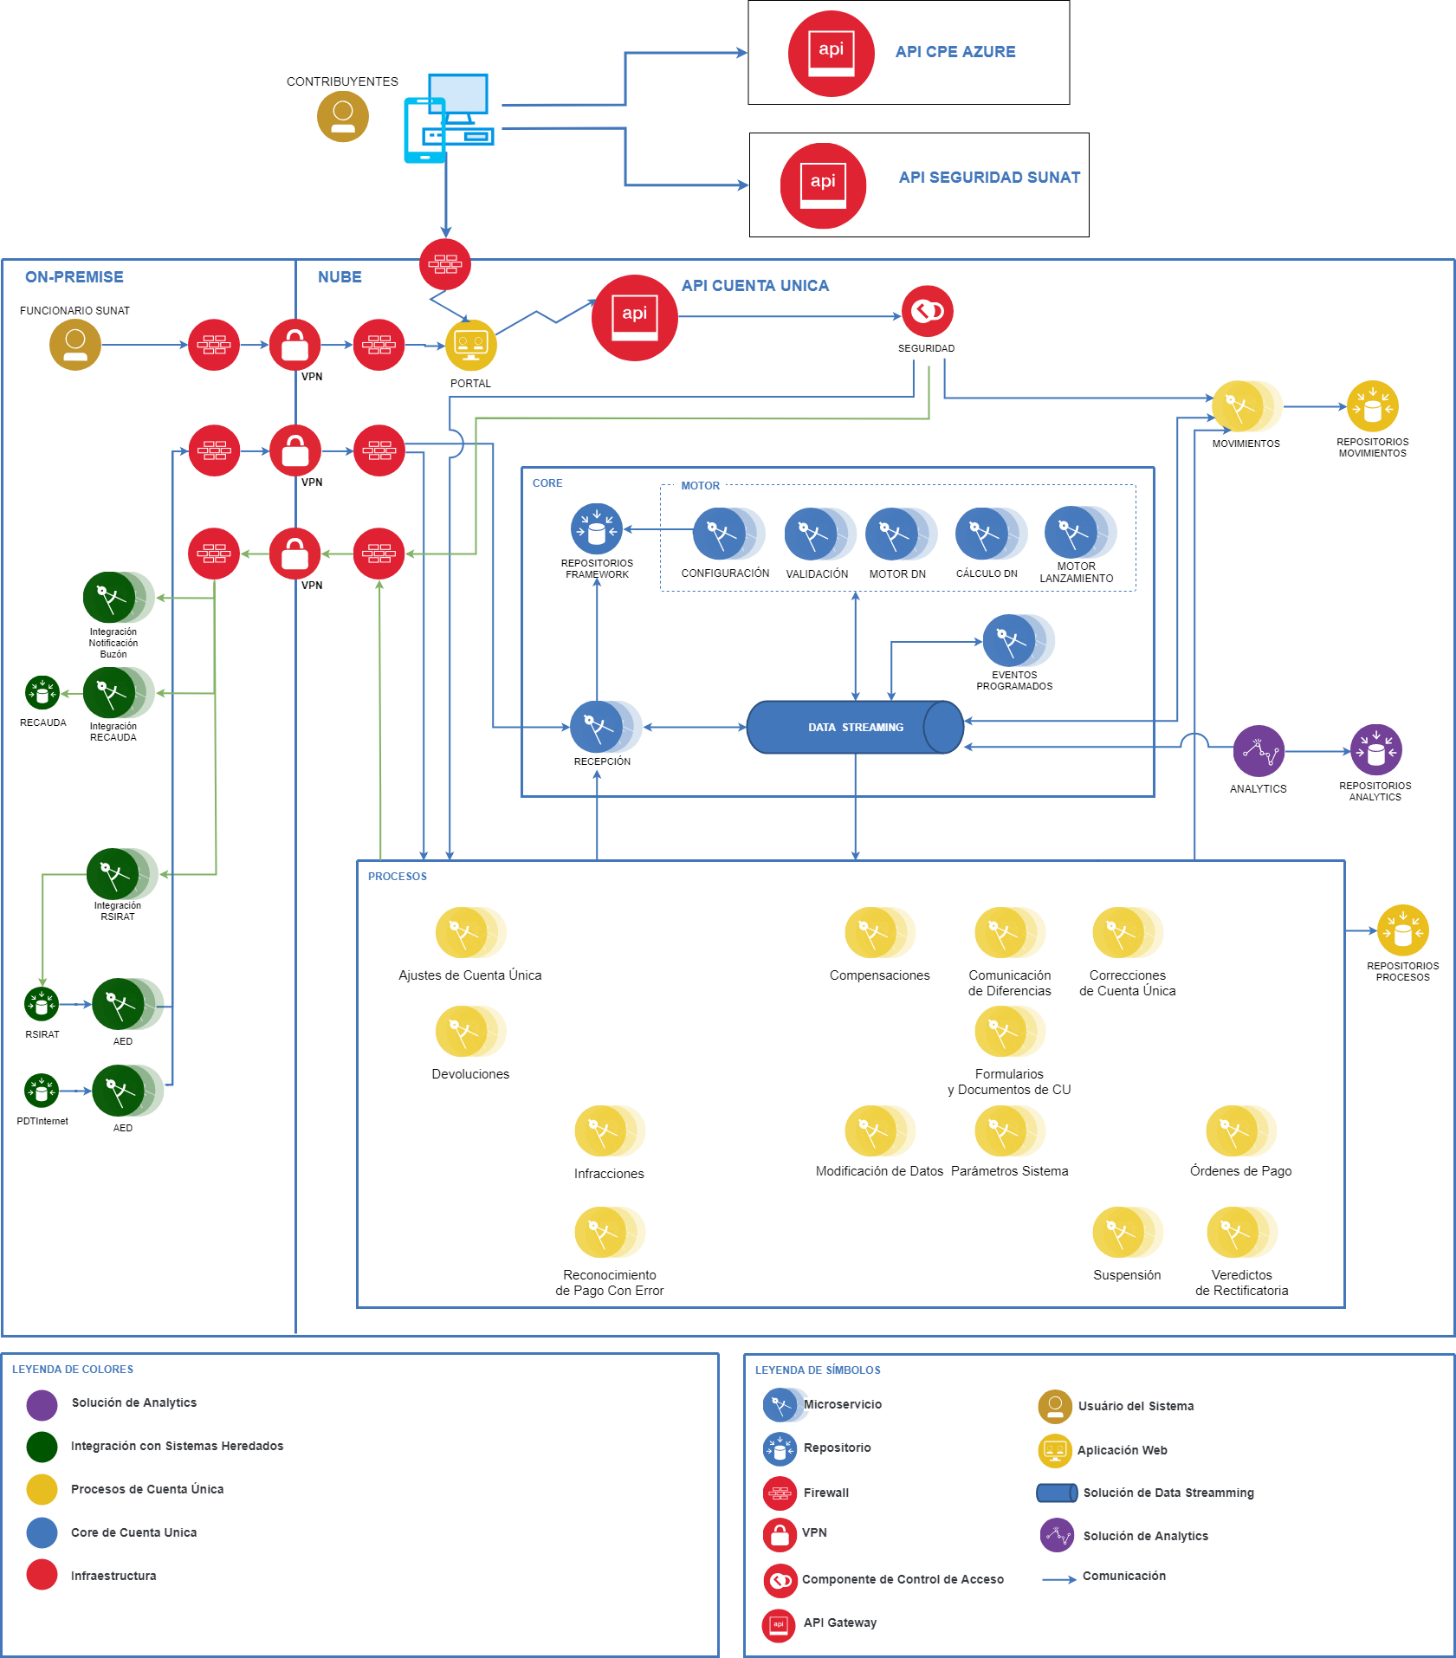 CONTRIBUYENTES
api
API CPE AZURE
api
API SEGURIDAD SUNAT
ON-PREMISE
NUBE
FUNCIONARIO SUNAT
VPN
PORTAL
api
API CUENTA UNICA
SEGURIDAD
MOVIMIENTOS
REPOSITORIOS
MOVIMIENTOS
VPN
VPN
CORE
MOTOR
REPOSITORIOS
FRAMEWORK
CONFIGURACIÓN
VALIDACIÓN
MOTOR DN
CÁLCULO DN
MOTOR
LANZAMIENTO
Integración
Notificación
Buzón
RECAUDA
Integración
RECAUDA
EVENTOS
PROGRAMADOS
RECEPCIÓN
DATA STREAMING
ANALYTICS
REPOSITORIOS
ANALYTICS
Integración
RSIRAT
RSIRAT
AED
PDTInternet
AED
PROCESOS
Ajustes de Cuenta Única
Compensaciones
Comunicación
de Diferencias
Correcciones
de Cuenta Única
REPOSITORIOS
PROCESOS
Devoluciones
Formularios
y Documentos de CU
Infracciones
Modificación de Datos
Parámetros Sistema
Órdenes de Pago
Reconocimiento
de Pago Con Error
Suspensión
Veredictos
de Rectificatoria
LEYENDA DE COLORES
Solución de Analytics
Integración con Sistemas Heredados
Procesos de Cuenta Única
Core de Cuenta Unica
Infraestructura
LEYENDA DE SÍMBOLOS
Microservicio
Repositorio
Firewall
VPN
Componente de Control de Acceso
api
API Gateway
Usuário del Sistema
Aplicación Web
Solución de Data Streamming
Solución de Analytics
Comunicación